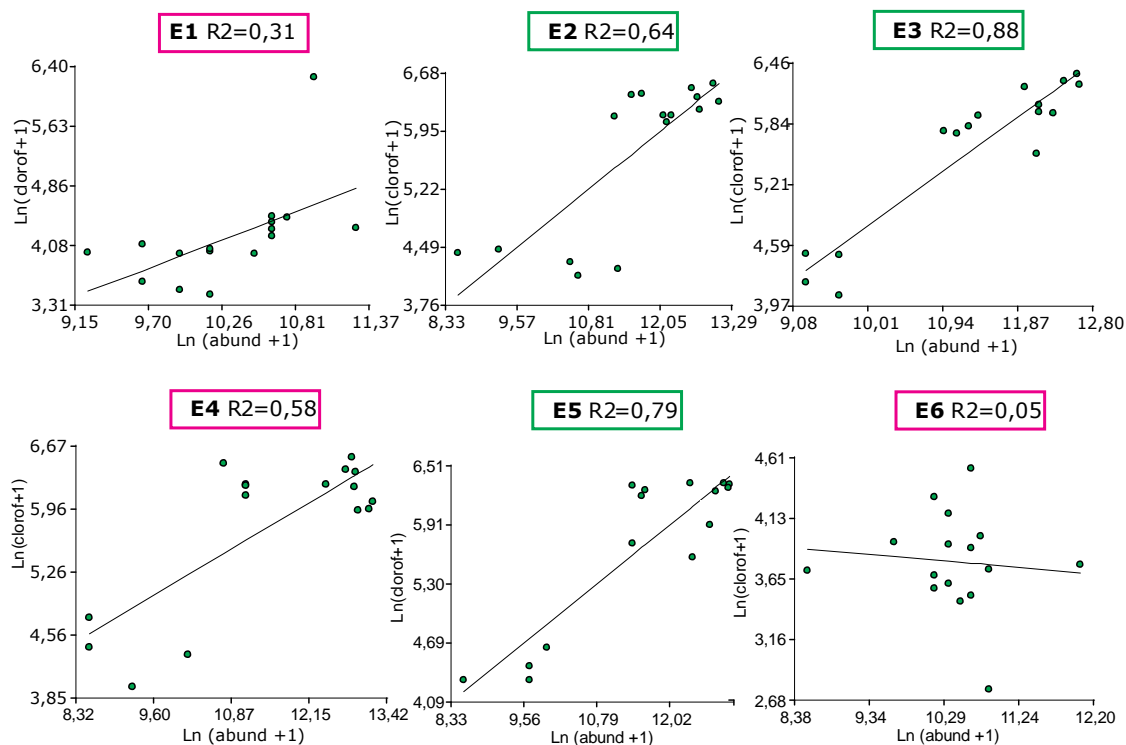 E1 R2=0,31
6,40
5,63
4,86
4,08
3,31
Ln(clorof+1)
9,15 9,70 10,26 10,81 11,37
Ln (abund +1)
E2 R2=0,64
6,68
5,95
5,22
4,49
3,76
Ln(clorof+1)
8,33 9,57 10,81 12,05 13,29
Ln (abund +1)
E3 R2=0,88
6,46
5,84
5,21
4,59
3,97
Ln(clorof+1)
9,08 10,01 10,94 11,87 12,80
Ln (abund +1)
E4 R2=0,58
6,67
5,96
5,26
4,56
3,85
Ln(clorof+1)
8,32 9,60 10,87 12,15 13,42
Ln (abund +1)
E5 R2=0,79
6,51
5,91
5,30
4,69
4,09
Ln(clorof+1)
8,33 9,56 10,79 12,02
Ln (abund +1)
E6 R2=0,05
4,61
4,13
3,65
3,16
2,68
Ln(clorof+1)
8,38 9,34 10,29 11,24 12,20
Ln (abund +1)